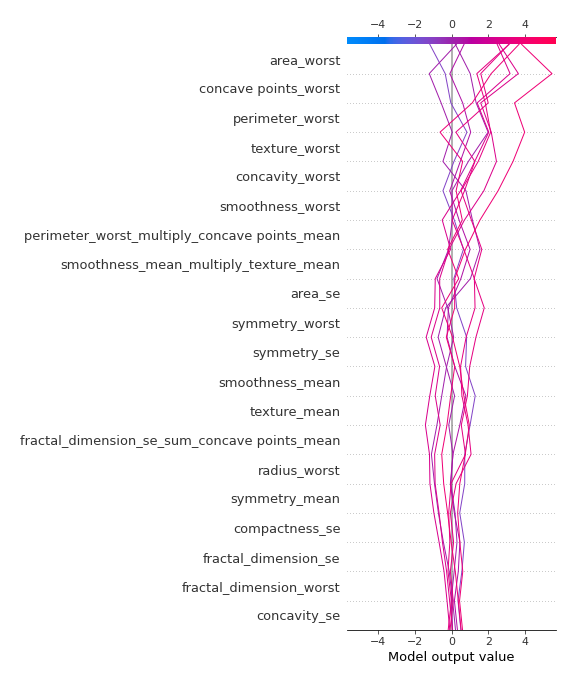 −4 −2 0 2 4
area_worst
concave points_worst
perimeter_worst
texture_worst
concavity_worst
smoothness_worst
perimeter_worst_multiply_concave points_mean
smoothness_mean_multiply_texture_mean
area_se
symmetry_worst
symmetry_se
smoothness_mean
texture_mean
fractal_dimension_se_sum_concave points_mean
radius_worst
symmetry_mean
compactness_se
fractal_dimension_se
fractal_dimension_worst
concavity_se
−4 −2 0 2 4
Model output value